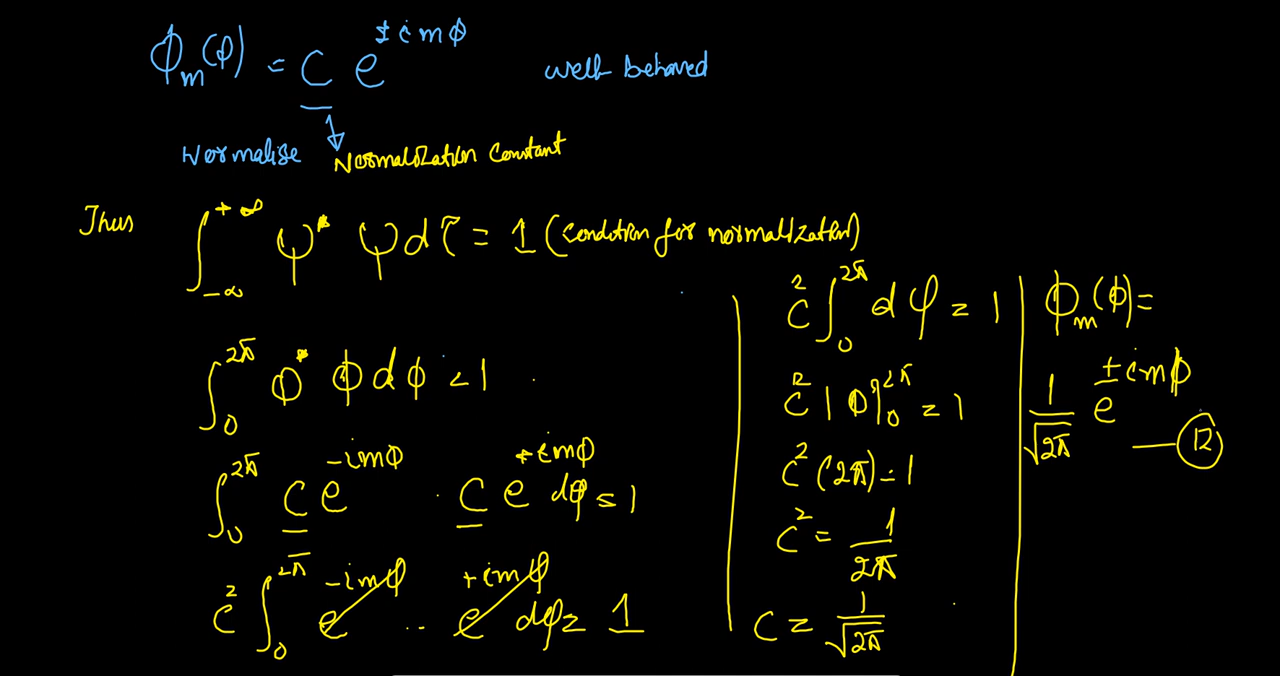 Φₘ(φ) = C e^{±imφ} well behaved
Normalise Normalization Constant
Thus ∫_{-∞}^{+∞} ψ* ψ dτ = 1 (condition for normalization)
∫_0^{2π} Φ* Φ dφ = 1
∫_0^{2π} C e^{-imφ} · C e^{+imφ} dφ = 1
C² ∫_0^{2π} e^{-imφ} .. e^{+imφ} dφ = 1
C² ∫_0^{2π} dφ = 1
C² |Φ|_0^{2π} = 1
C² (2π) = 1
C² = 1/2π
C = 1/√2π
Φₘ(φ) =
1/√2π e^{±imφ}
— 12